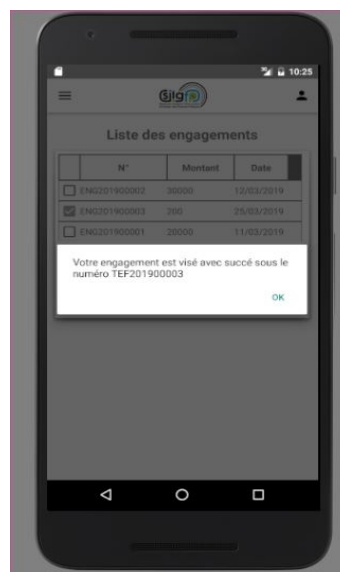 10:25
Liste des engagements
N° Montant Date
ENG201900002 30000 12/03/2019
ENG201900003 200 25/03/2019
ENG201900001 20000 11/03/2019
Votre engagement est visé avec succé sous le
numéro TEF201900003
OK